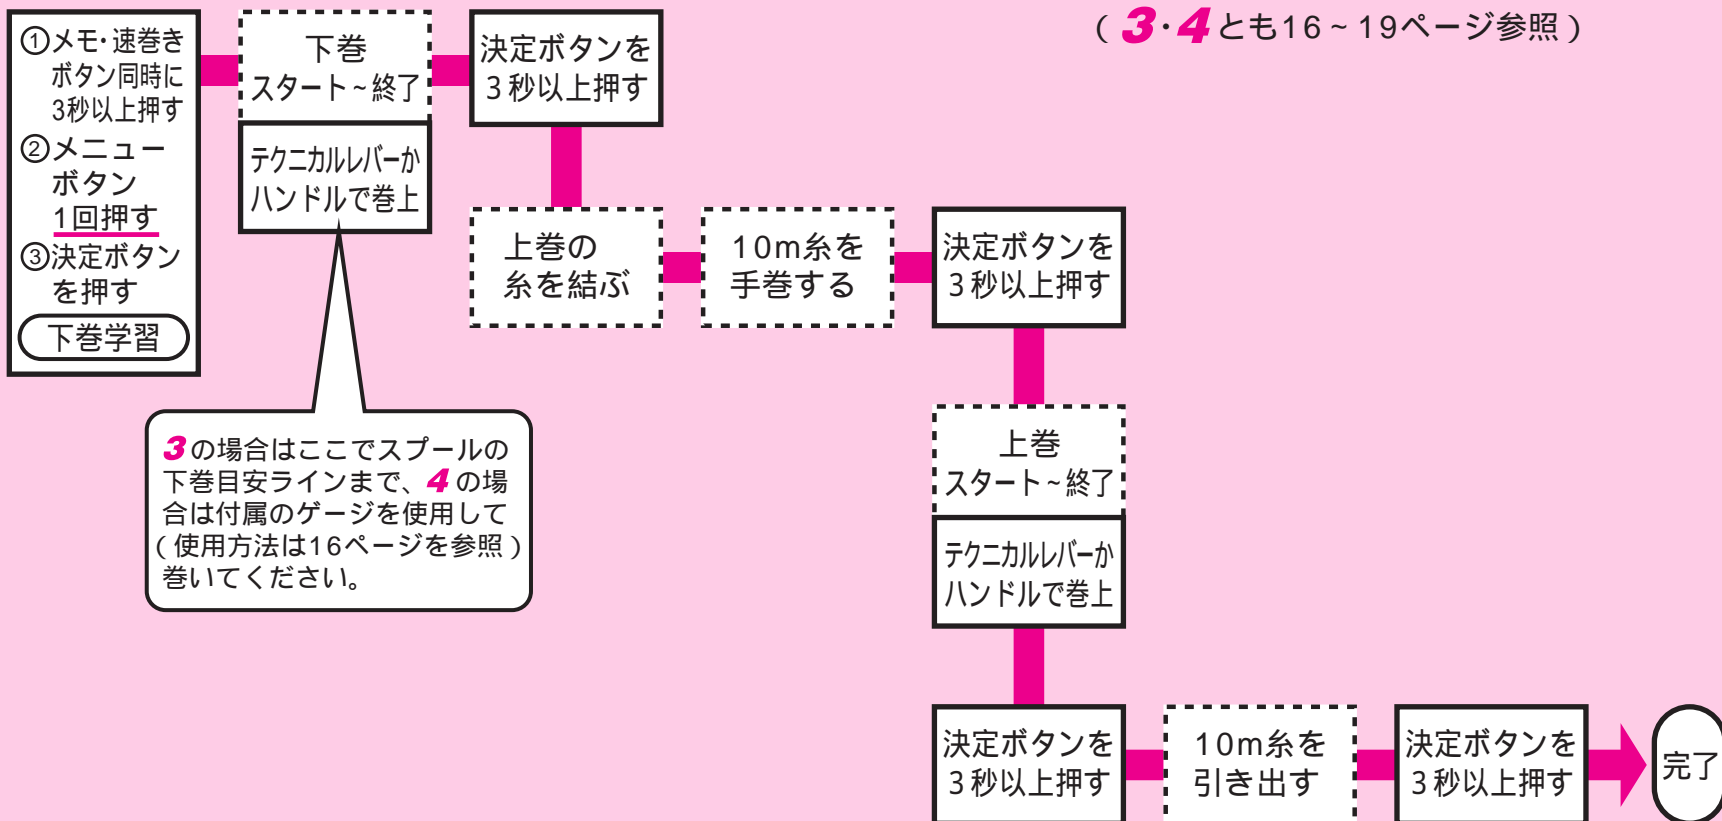 (3・4とも16~19ページ参照)
①メモ・速巻き
ボタン同時に
3秒以上押す
②メニュー
ボタン
1回押す
③決定ボタン
を押す
下巻学習
下巻
スタート~終了
テクニカルレバーか
ハンドルで巻上
決定ボタンを
3秒以上押す
3の場合はここでスプールの
下巻目安ラインまで、4の場
合は付属のゲージを使用して
(使用方法は16ページを参照)
巻いてください。
上巻の
糸を結ぶ
10m糸を
手巻する
決定ボタンを
3秒以上押す
上巻
スタート~終了
テクニカルレバーか
ハンドルで巻上
決定ボタンを
3秒以上押す
10m糸を
引き出す
決定ボタンを
3秒以上押す
完了